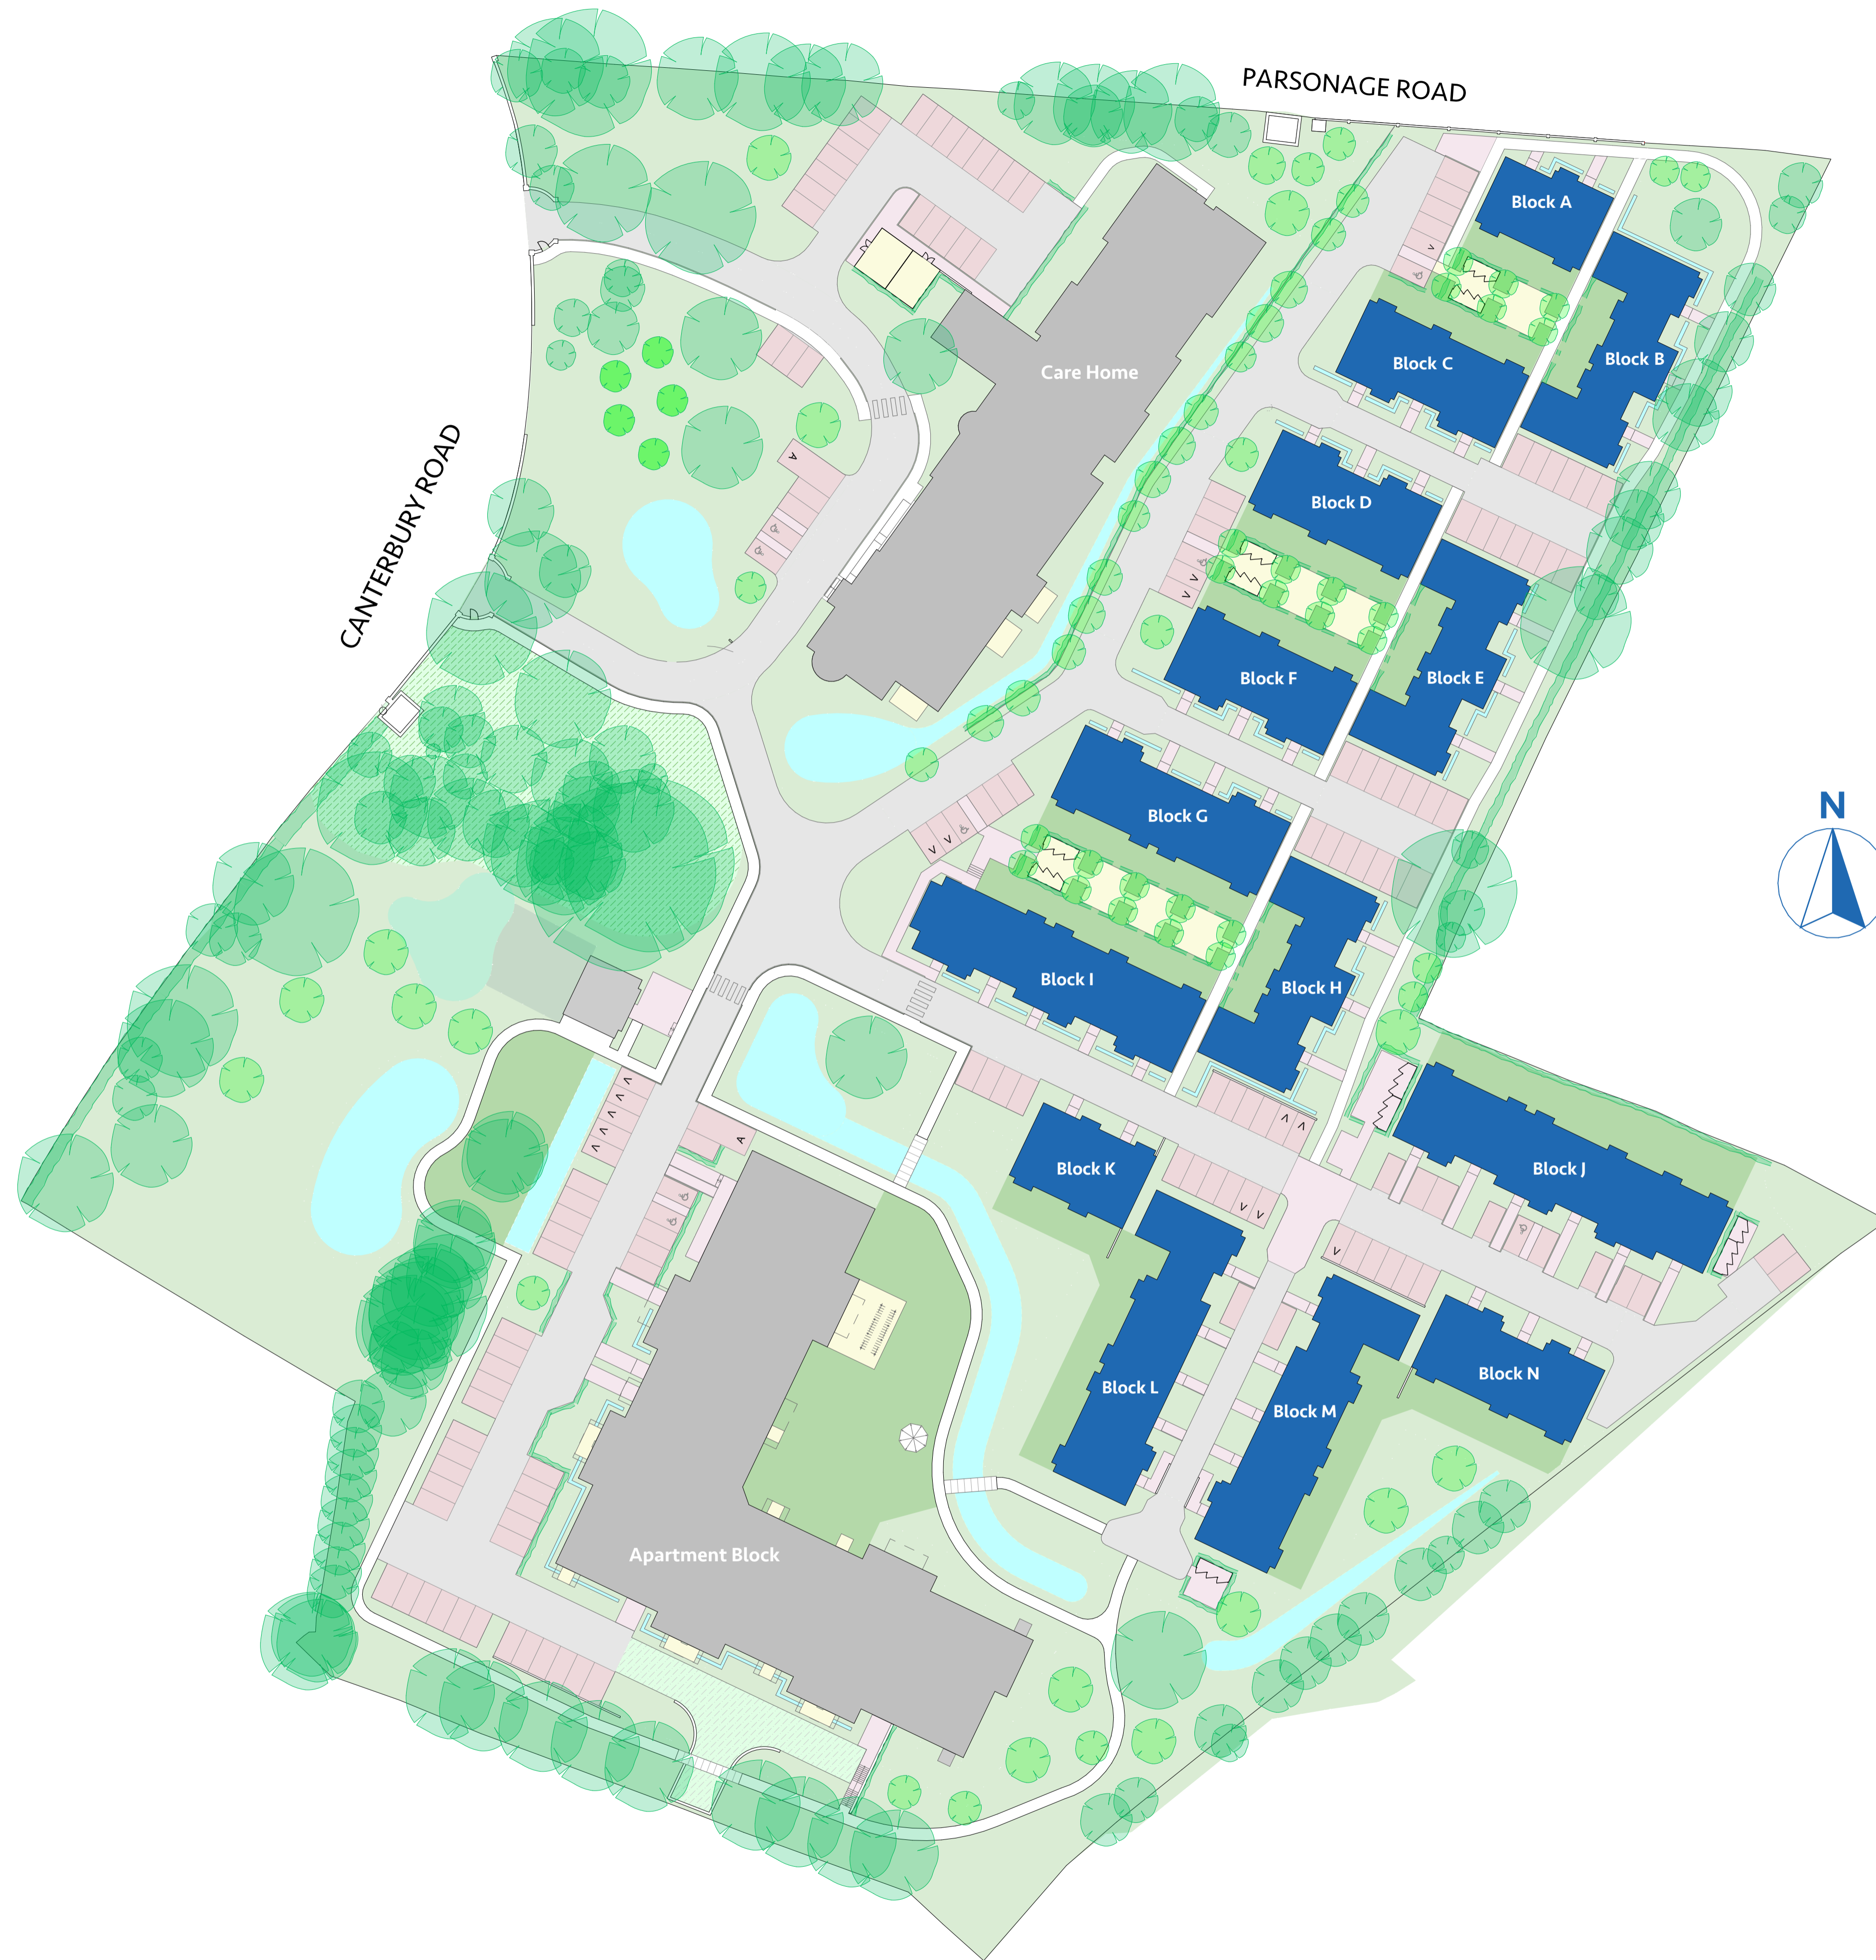 PARSONAGE ROAD
Block A
Block B
Block C
Care Home
CANTERBURY ROAD
Block D
Block E
Block F
N
Block G
Block I
Block H
Block K
Block J
Block L
Block M
Block N
Apartment Block